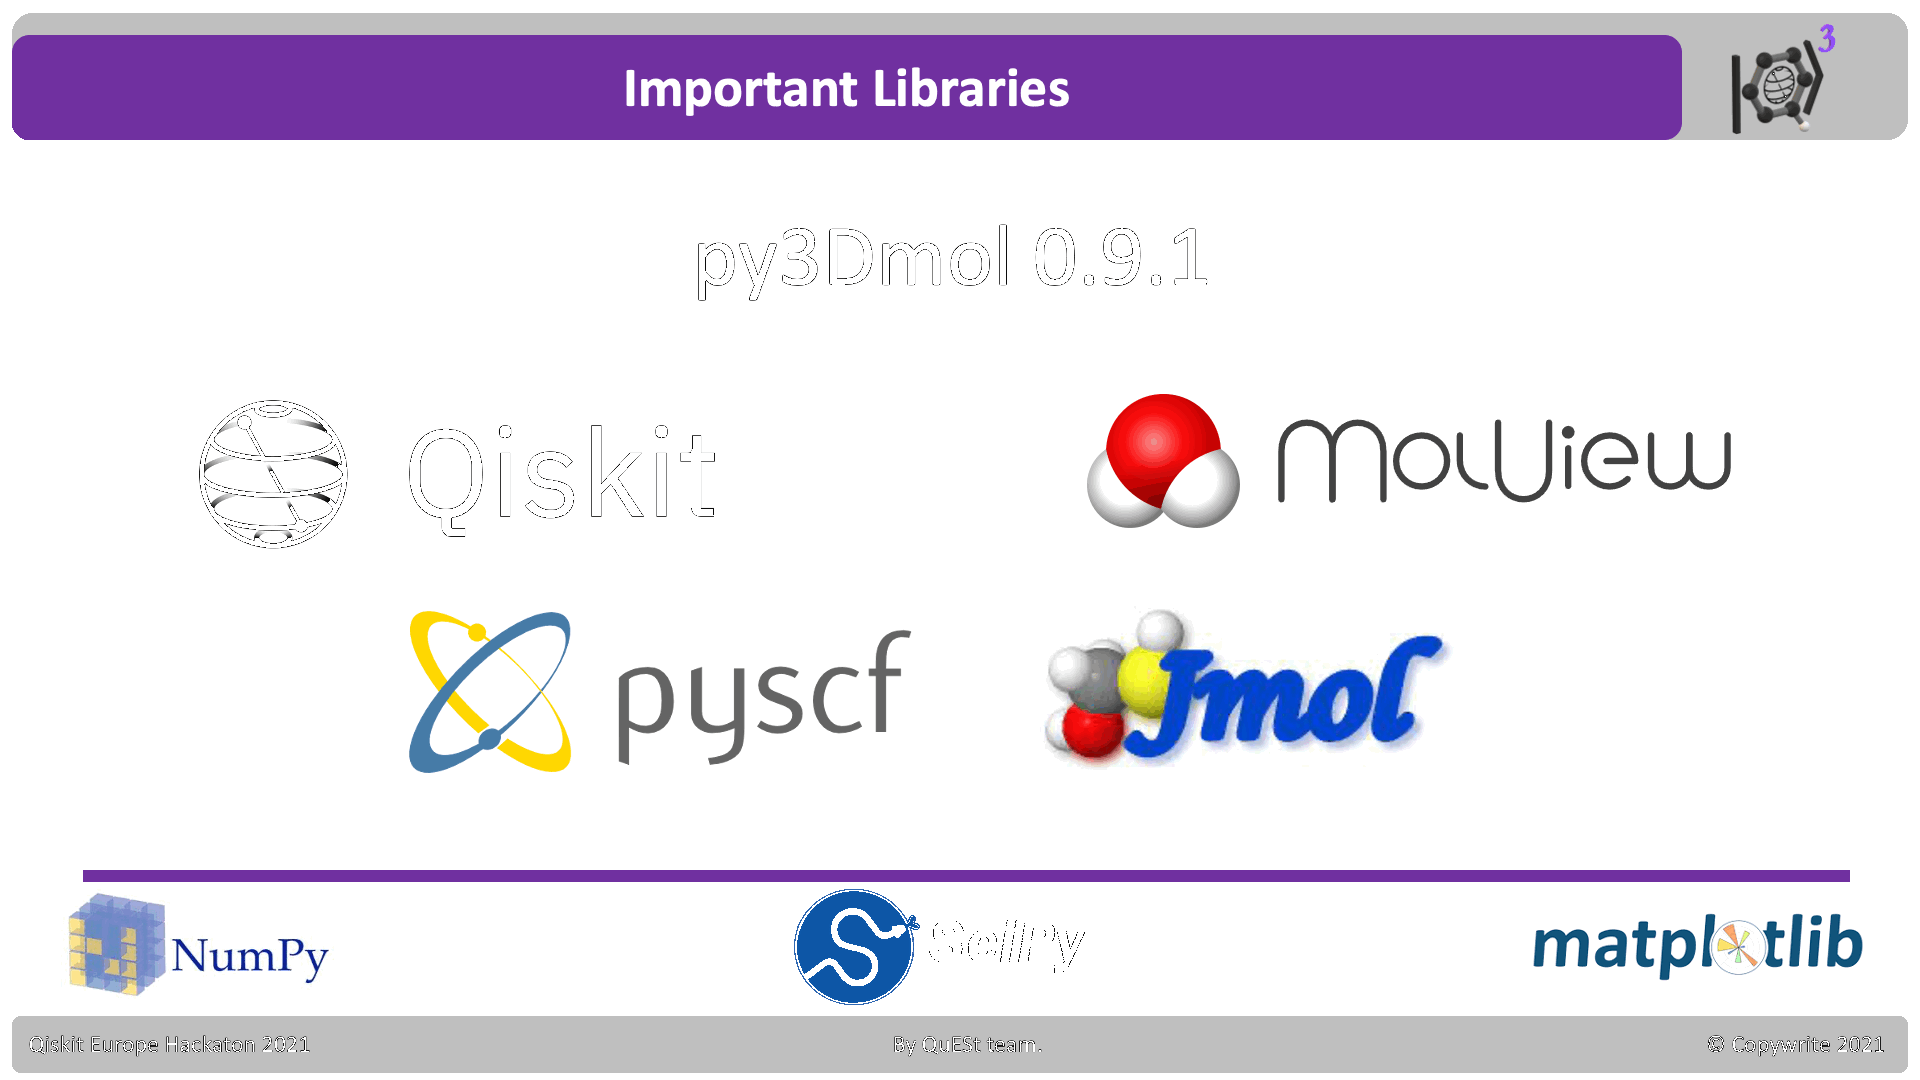 Important Libraries
3
py3Dmol 0.9.1
Qiskit
MolView
pyscf
Jmol
NumPy
SciPy
matplotlib
Qiskit Europe Hackaton 2021
By QuESt team.
© Copywrite 2021